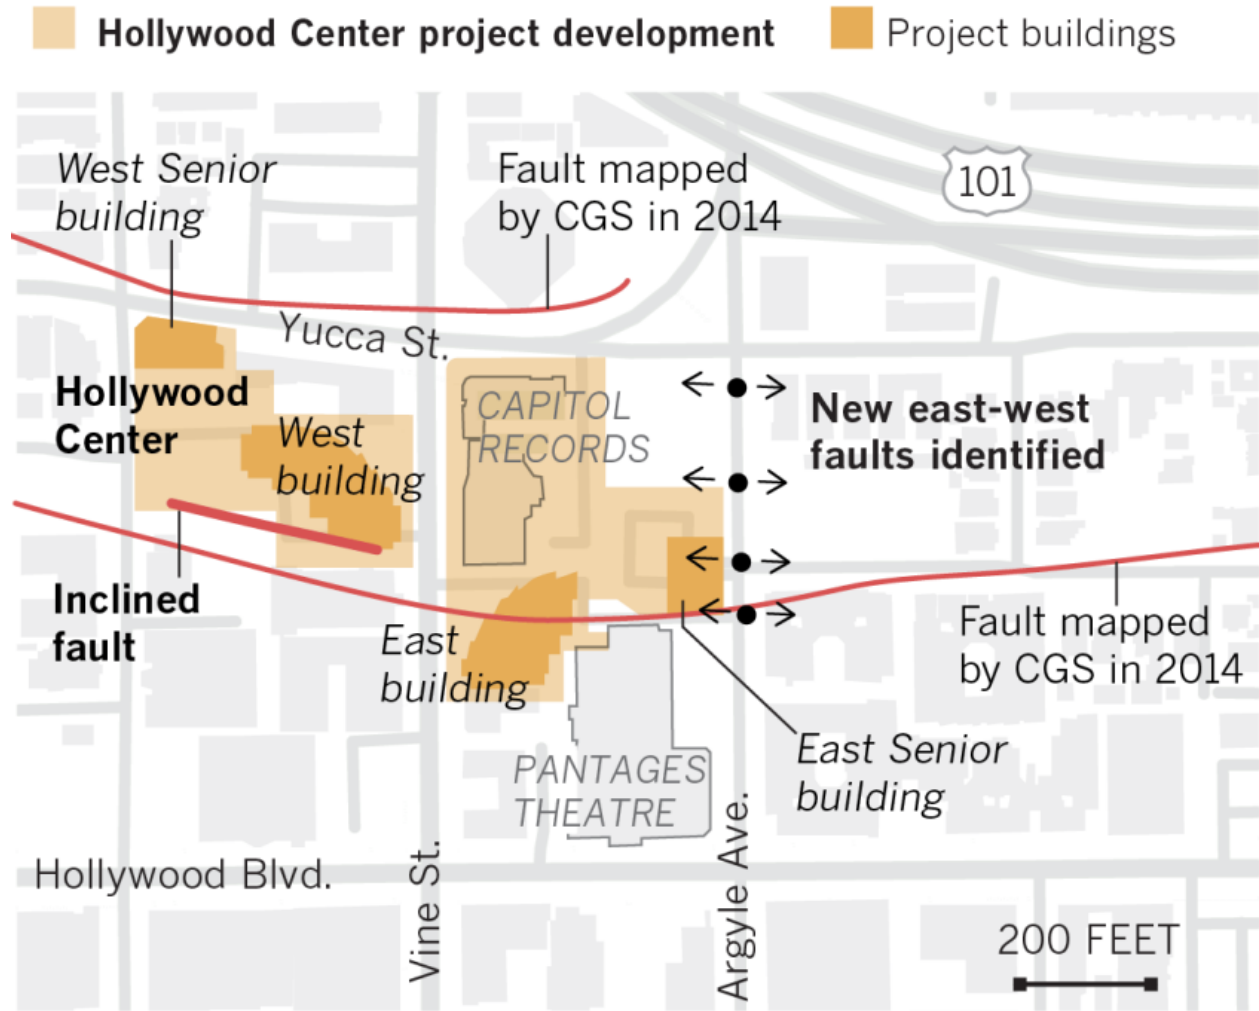 Hollywood Center project development
Project buildings
West Senior
building
Fault mapped
by CGS in 2014
101
Yucca St.
Hollywood
Center
West
building
CAPITOL
RECORDS
New east-west
faults identified
Inclined
fault
East
building
Fault mapped
by CGS in 2014
East Senior
building
PANTAGES
THEATRE
Hollywood Blvd.
Vine St.
Argyle Ave.
200 FEET